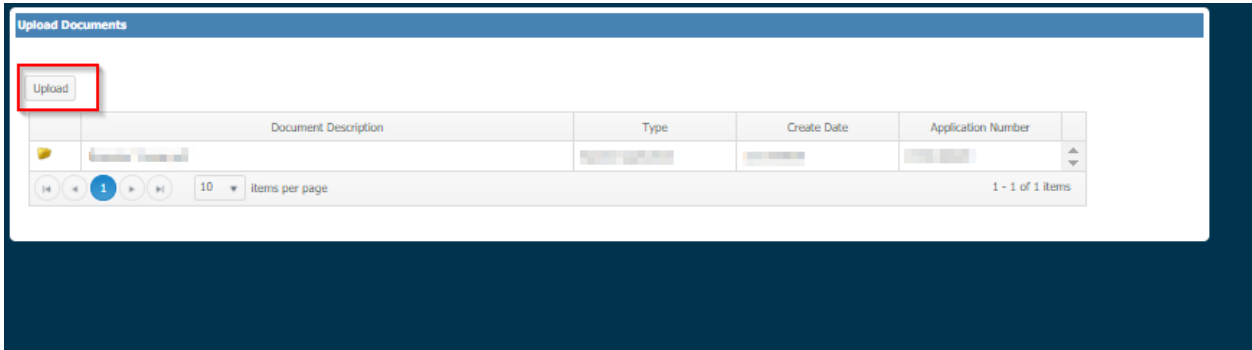 Upload Documents
Upload
Document Description Type Create Date Application Number
1 10 items per page 1 - 1 of 1 items